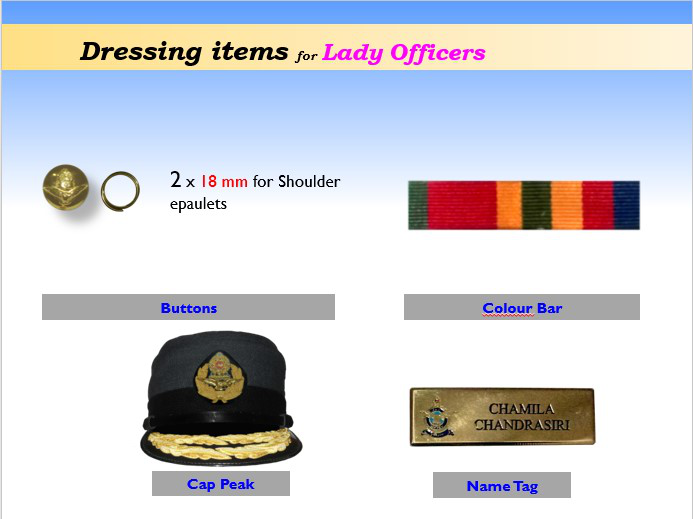 Dressing items for Lady Officers
2 x 18 mm for Shoulder
epaulets
Buttons
Colour Bar
CHAMILA
CHANDRASIRI
Cap Peak
Name Tag